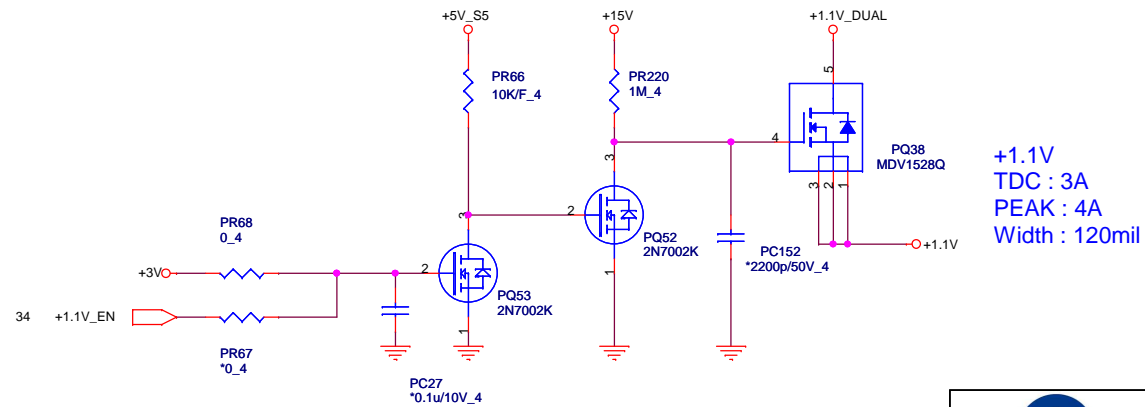 +5V_S5
+15V
+1.1V_DUAL
PR66
10K/F_4
PR220
1M_4
5
4
PQ38
MDV1528Q
3
2
1
+1.1V
TDC : 3A
PEAK : 4A
Width : 120mil
+1.1V
3
2
PQ52
2N7002K
1
PC152
*2200p/50V_4
3
PR68
0_4
+3V
2
PQ53
2N7002K
1
34
+1.1V_EN
PR67
*0_4
PC27
*0.1u/10V_4